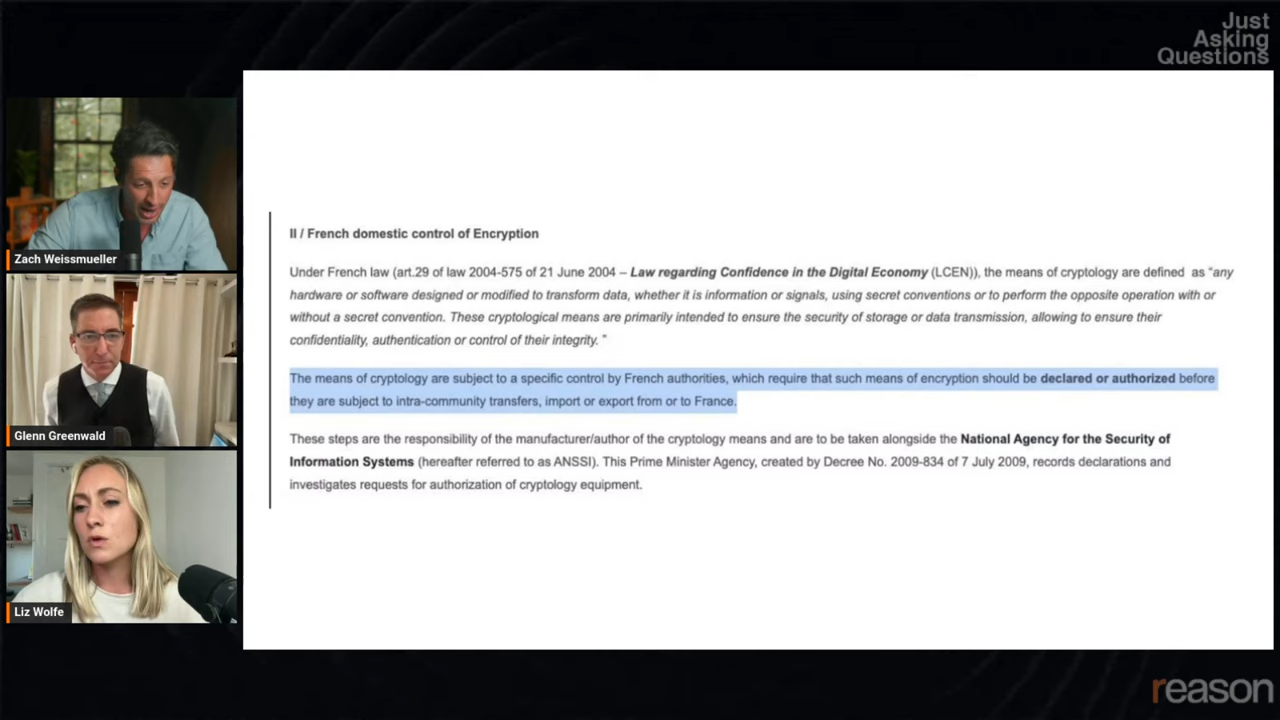 Just
Asking
Questions
Zach Weissmueller
Glenn Greenwald
Liz Wolfe
II / French domestic control of Encryption
Under French law (art.29 of law 2004-575 of 21 June 2004 – Law regarding Confidence in the Digital Economy (LCEN)), the means of cryptology are defined as “any
hardware or software designed or modified to transform data, whether it is information or signals, using secret conventions or to perform the opposite operation with or
without a secret convention. These cryptological means are primarily intended to ensure the security of storage or data transmission, allowing to ensure their
confidentiality, authentication or control of their integrity. ”
The means of cryptology are subject to a specific control by French authorities, which require that such means of encryption should be declared or authorized before
they are subject to intra-community transfers, import or export from or to France.
These steps are the responsibility of the manufacturer/author of the cryptology means and are to be taken alongside the National Agency for the Security of
Information Systems (hereafter referred to as ANSSI). This Prime Minister Agency, created by Decree No. 2009-834 of 7 July 2009, records declarations and
investigates requests for authorization of cryptology equipment.
reason